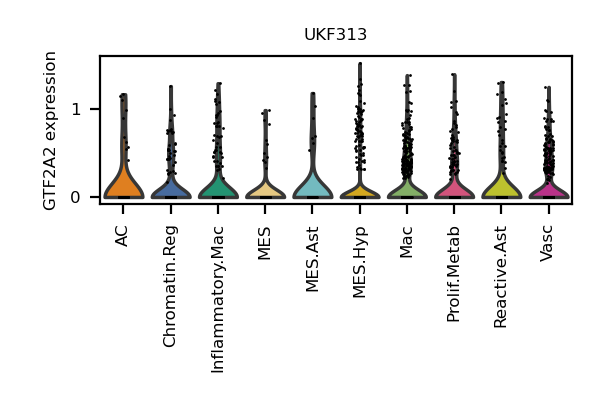 UKF313
GTF2A2 expression
1
0
AC
Chromatin.Reg
Inflammatory.Mac
MES
MES.Ast
MES.Hyp
Mac
Prolif.Metab
Reactive.Ast
Vasc